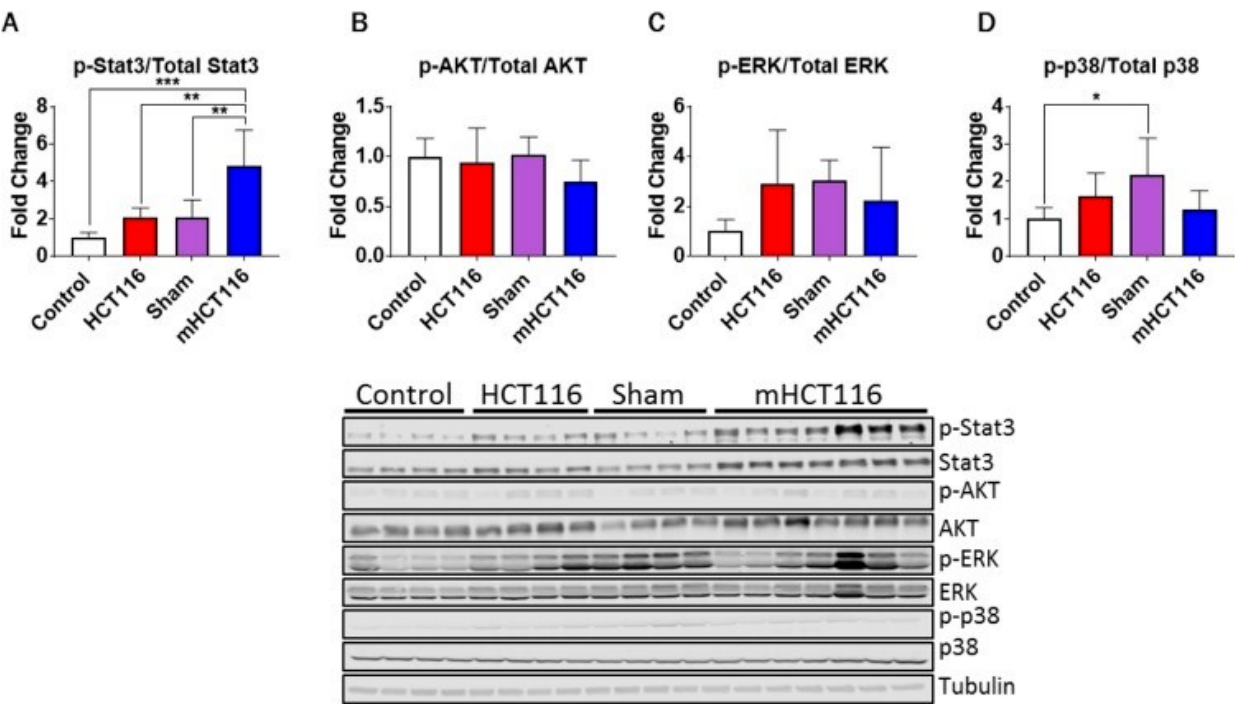 A
B
C
D
p-Stat3/Total Stat3
p-AKT/Total AKT
p-ERK/Total ERK
p-p38/Total p38
***
**
**
*
Fold Change
8
6
4
2
0
Control
HCT116
Sham
mHCT116
Fold Change
1.5
1.0
0.5
0.0
Control
HCT116
Sham
mHCT116
Fold Change
6
4
2
0
Control
HCT116
Sham
mHCT116
Fold Change
4
3
2
1
0
Control
HCT116
Sham
mHCT116
Control HCT116 Sham mHCT116
p-Stat3
Stat3
p-AKT
AKT
p-ERK
ERK
p-p38
p38
Tubulin